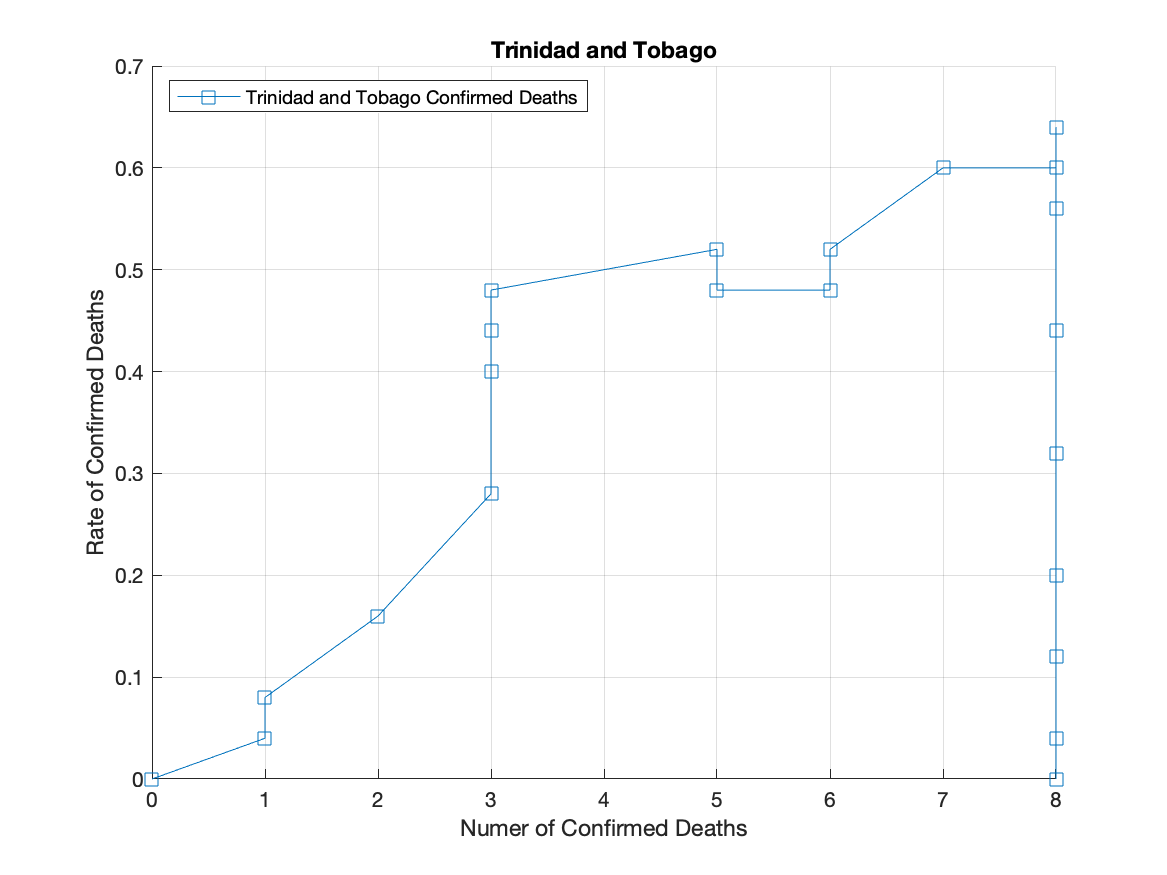 Trinidad and Tobago
0.7
Trinidad and Tobago Confirmed Deaths
0.6
0.5
0.4
0.3
0.2
0.1
0
Rate of Confirmed Deaths
0 1 2 3 4 5 6 7 8
Numer of Confirmed Deaths